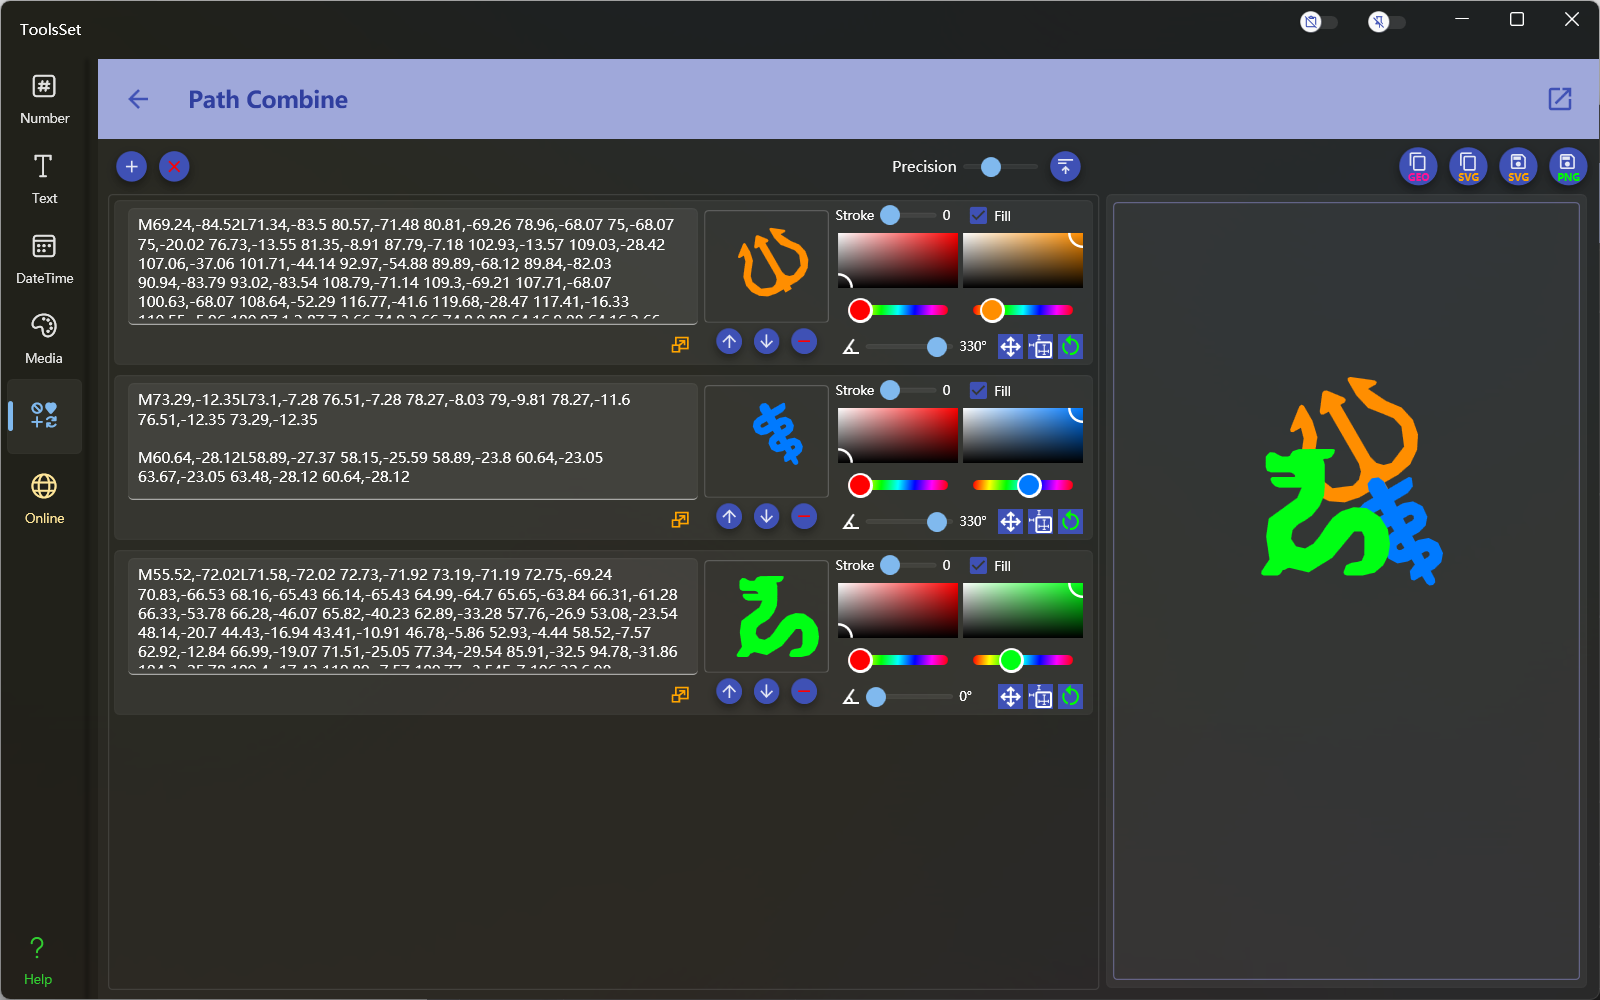 ToolsSet
Number
Text
DateTime
Media
Online
Help
Path Combine
Precision
GEO
SVG
SVG
PNG
M69.24,-84.52L71.34,-83.5 80.57,-71.48 80.81,-69.26 78.96,-68.07 75,-68.07
75,-20.02 76.73,-13.55 81.35,-8.91 87.79,-7.18 102.93,-13.57 109.03,-28.42
107.06,-37.06 101.71,-44.14 92.97,-54.88 89.89,-68.12 89.84,-82.03
90.94,-83.79 93.02,-83.54 108.79,-71.14 109.3,-69.21 107.71,-68.07
100.63,-68.07 108.64,-52.29 116.77,-41.6 119.68,-28.47 117.41,-16.33
Stroke 0 Fill
330°
M73.29,-12.35L73.1,-7.28 76.51,-7.28 78.27,-8.03 79,-9.81 78.27,-11.6
76.51,-12.35 73.29,-12.35
M60.64,-28.12L58.89,-27.37 58.15,-25.59 58.89,-23.8 60.64,-23.05
63.67,-23.05 63.48,-28.12 60.64,-28.12
Stroke 0 Fill
330°
M55.52,-72.02L71.58,-72.02 72.73,-71.92 73.19,-71.19 72.75,-69.24
70.83,-66.53 68.16,-65.43 66.14,-65.43 64.99,-64.7 65.65,-63.84 66.31,-61.28
66.33,-53.78 66.28,-46.07 65.82,-40.23 62.89,-33.28 57.76,-26.9 53.08,-23.54
48.14,-20.7 44.43,-16.94 43.41,-10.91 46.78,-5.86 52.93,-4.44 58.52,-7.57
62.92,-12.84 66.99,-19.07 71.51,-25.05 77.34,-29.54 85.91,-32.5 94.78,-31.86
Stroke 0 Fill
0°